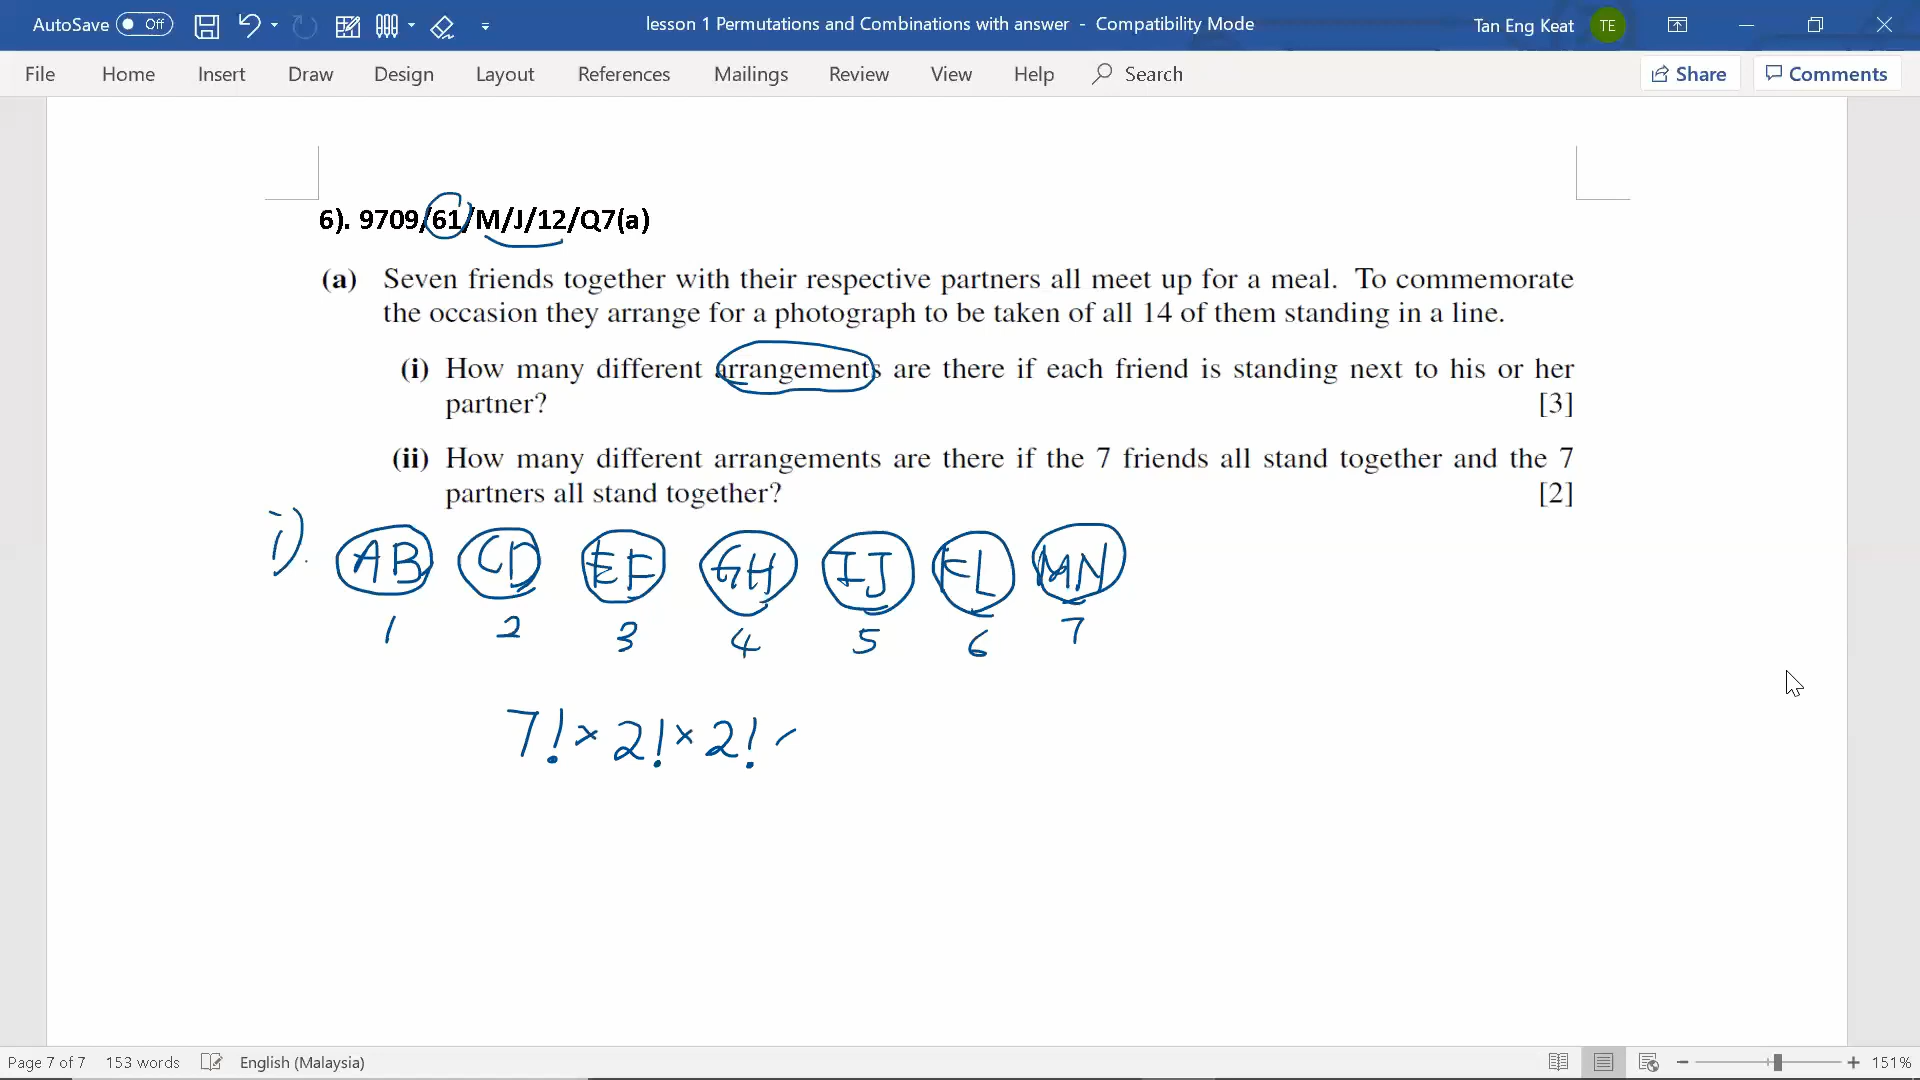 AutoSave Off lesson 1 Permutations and Combinations with answer - Compatibility Mode Tan Eng Keat TE
File Home Insert Draw Design Layout References Mailings Review View Help Search Share Comments
6). 9709/61/M/J/12/Q7(a)
(a) Seven friends together with their respective partners all meet up for a meal. To commemorate
the occasion they arrange for a photograph to be taken of all 14 of them standing in a line.
(i) How many different arrangements are there if each friend is standing next to his or her
partner? [3]
(ii) How many different arrangements are there if the 7 friends all stand together and the 7
partners all stand together? [2]
i). AB CD EF GH IJ KL MN
1 2 3 4 5 6 7
7! × 2! × 2!
Page 7 of 7 153 words English (Malaysia) 151%